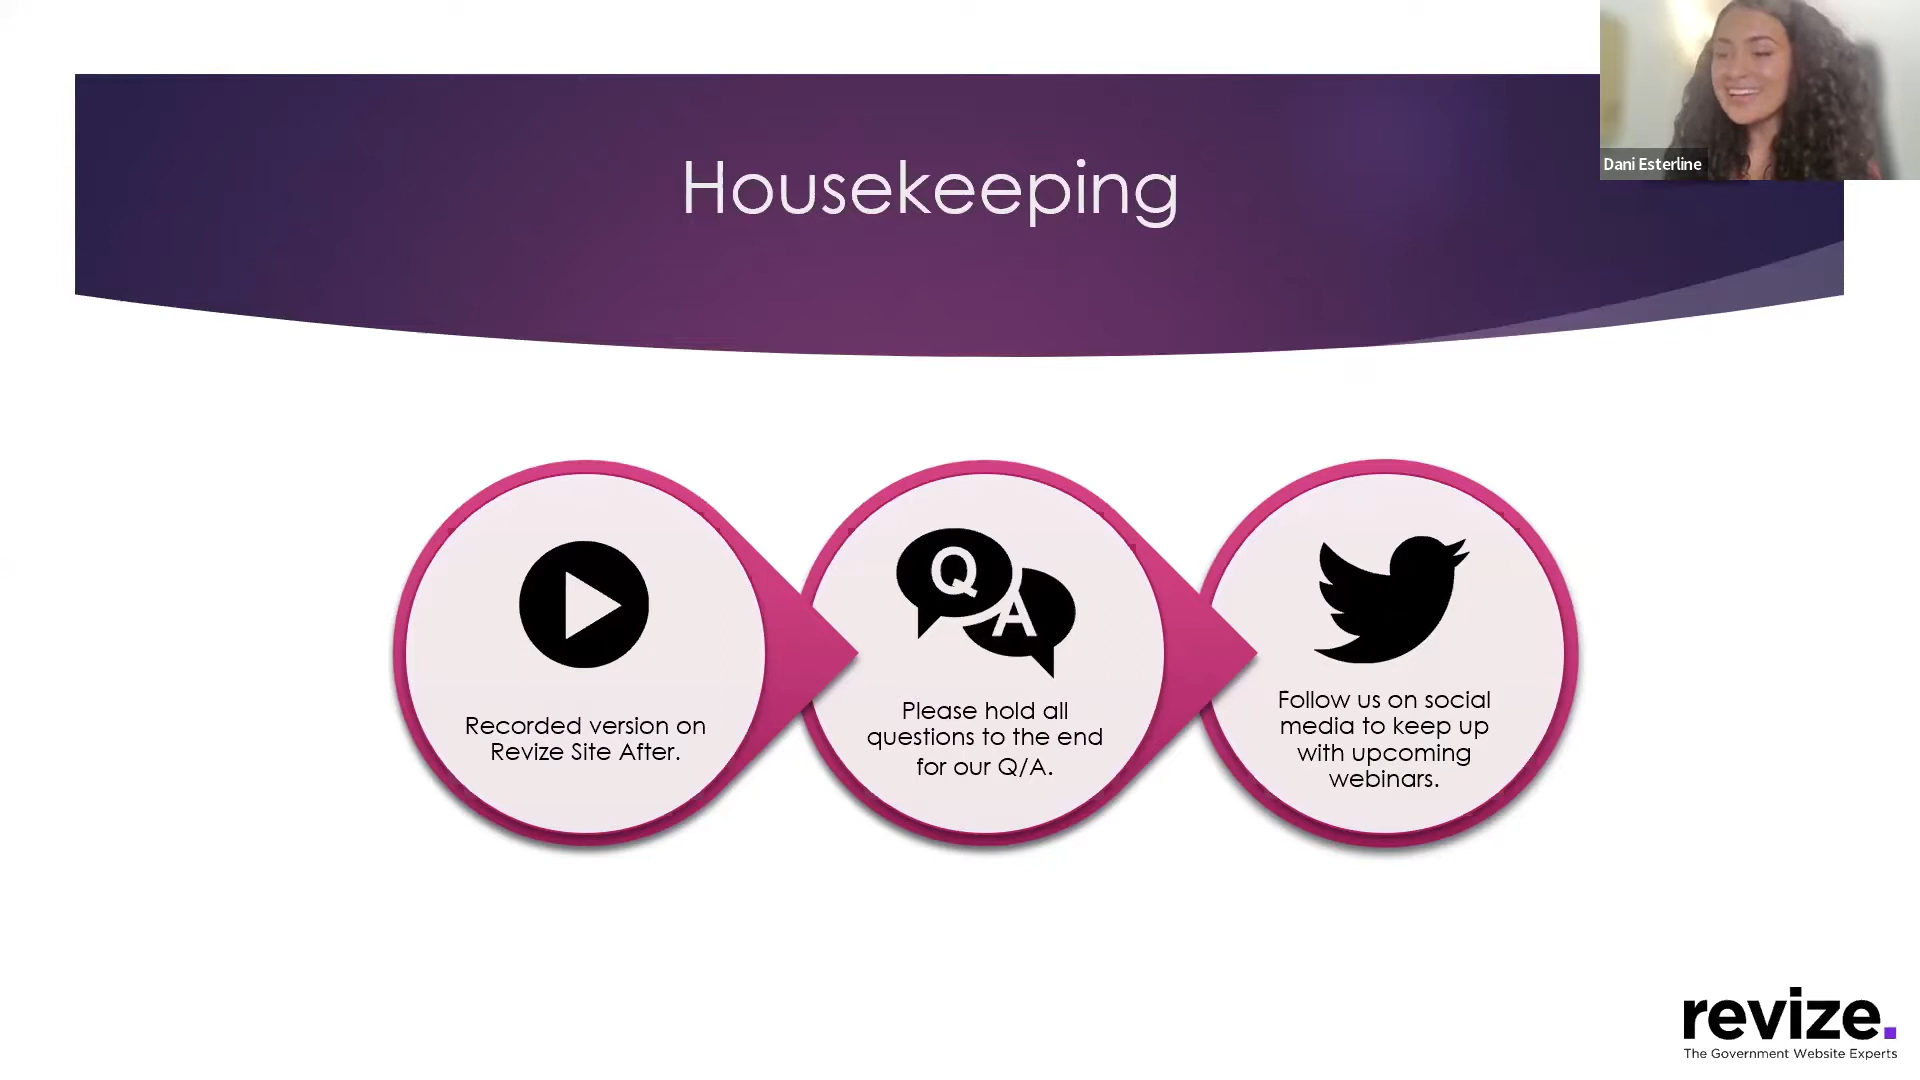 Dani Esterline
Housekeeping
Q
A
Recorded version on
Revize Site After.
Please hold all
questions to the end
for our Q/A.
Follow us on social
media to keep up
with upcoming
webinars.
revize.
The Government Website Experts